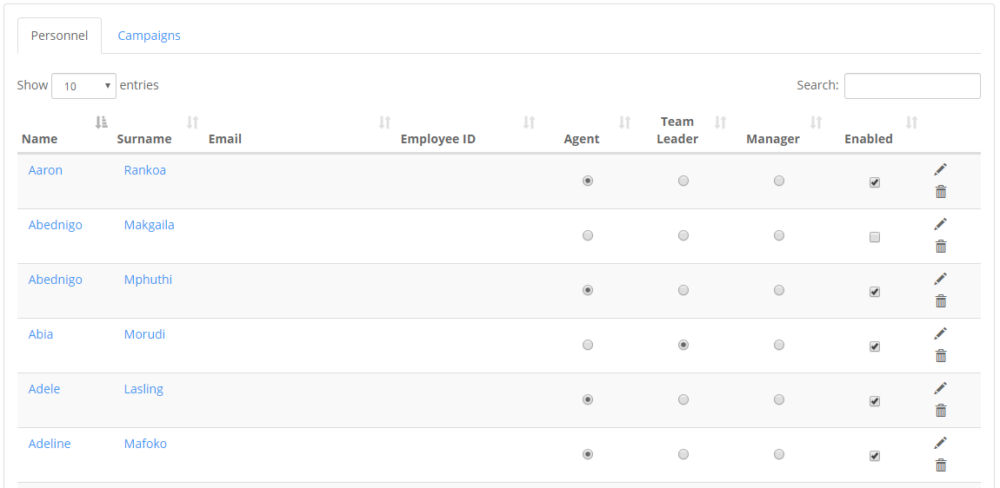 Personnel Campaigns
Show 10 entries Search:
Name Surname Email Employee ID Agent Team Leader Manager Enabled
Aaron Rankoa
Abednigo Makgaila
Abednigo Mphuthi
Abia Morudi
Adele Lasling
Adeline Mafoko